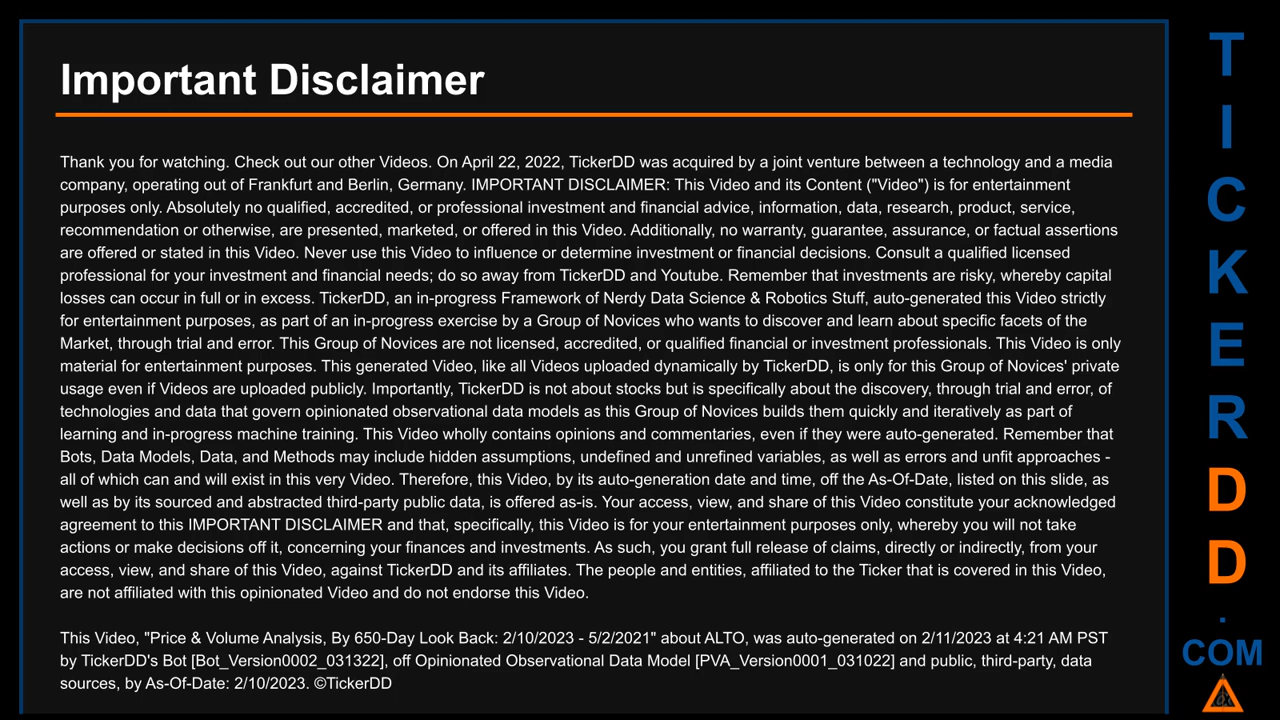 Important Disclaimer
Thank you for watching. Check out our other Videos. On April 22, 2022, TickerDD was acquired by a joint venture between a technology and a media
company, operating out of Frankfurt and Berlin, Germany. IMPORTANT DISCLAIMER: This Video and its Content ("Video") is for entertainment
purposes only. Absolutely no qualified, accredited, or professional investment and financial advice, information, data, research, product, service,
recommendation or otherwise, are presented, marketed, or offered in this Video. Additionally, no warranty, guarantee, assurance, or factual assertions
are offered or stated in this Video. Never use this Video to influence or determine investment or financial decisions. Consult a qualified licensed
professional for your investment and financial needs; do so away from TickerDD and Youtube. Remember that investments are risky, whereby capital
losses can occur in full or in excess. TickerDD, an in-progress Framework of Nerdy Data Science & Robotics Stuff, auto-generated this Video strictly
for entertainment purposes, as part of an in-progress exercise by a Group of Novices who wants to discover and learn about specific facets of the
Market, through trial and error. This Group of Novices are not licensed, accredited, or qualified financial or investment professionals. This Video is only
material for entertainment purposes. This generated Video, like all Videos uploaded dynamically by TickerDD, is only for this Group of Novices' private
usage even if Videos are uploaded publicly. Importantly, TickerDD is not about stocks but is specifically about the discovery, through trial and error, of
technologies and data that govern opinionated observational data models as this Group of Novices builds them quickly and iteratively as part of
learning and in-progress machine training. This Video wholly contains opinions and commentaries, even if they were auto-generated. Remember that
Bots, Data Models, Data, and Methods may include hidden assumptions, undefined and unrefined variables, as well as errors and unfit approaches -
all of which can and will exist in this very Video. Therefore, this Video, by its auto-generation date and time, off the As-Of-Date, listed on this slide, as
well as by its sourced and abstracted third-party public data, is offered as-is. Your access, view, and share of this Video constitute your acknowledged
agreement to this IMPORTANT DISCLAIMER and that, specifically, this Video is for your entertainment purposes only, whereby you will not take
actions or make decisions off it, concerning your finances and investments. As such, you grant full release of claims, directly or indirectly, from your
access, view, and share of this Video, against TickerDD and its affiliates. The people and entities, affiliated to the Ticker that is covered in this Video,
are not affiliated with this opinionated Video and do not endorse this Video.
This Video, "Price & Volume Analysis, By 650-Day Look Back: 2/10/2023 - 5/2/2021" about ALTO, was auto-generated on 2/11/2023 at 4:21 AM PST
by TickerDD's Bot [Bot_Version0002_031322], off Opinionated Observational Data Model [PVA_Version0001_031022] and public, third-party, data
sources, by As-Of-Date: 2/10/2023. ©TickerDD
T
I
C
K
E
R
D
D
.
COM